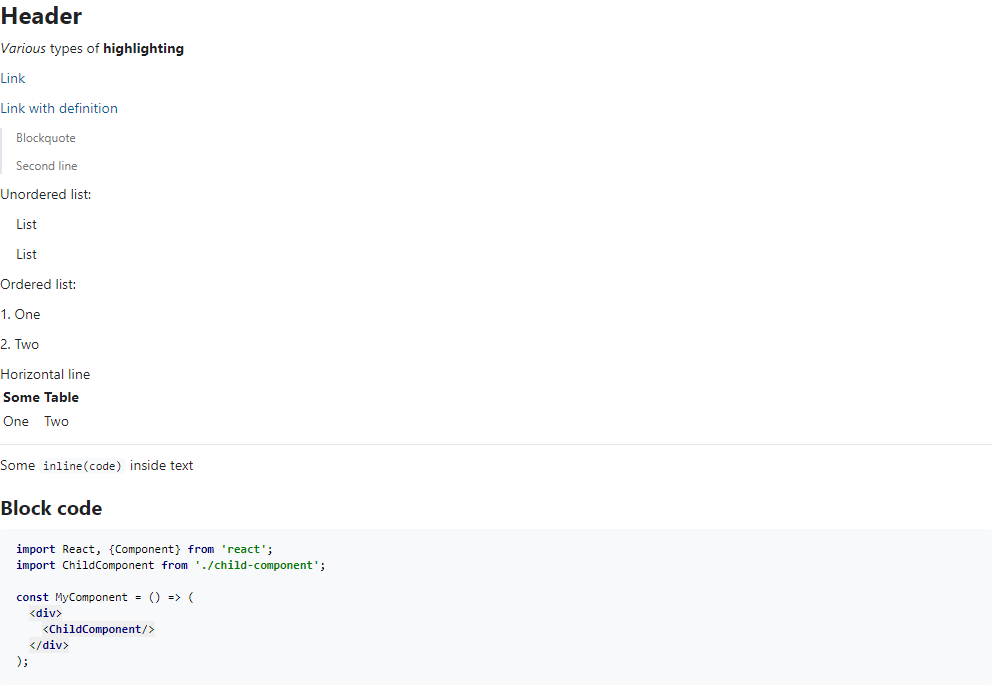 Header
Various types of highlighting
Link
Link with definition
Blockquote
Second line
Unordered list:
List
List
Ordered list:
1. One
2. Two
Horizontal line
Some Table
One Two
Some inline(code) inside text
Block code
import React, {Component} from 'react';
import ChildComponent from './child-component';
const MyComponent = () => (
<div>
<ChildComponent/>
</div>
);